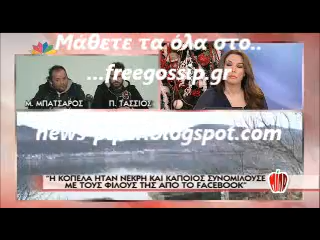 Μάθετε τα όλα στο..
...freegossip.gr
Μ. ΜΠΑΤΣΑΡΟΣ
Π. ΤΑΣΣΙΟΣ
"Η ΚΟΠΕΛΑ ΗΤΑΝ ΝΕΚΡΗ ΚΑΙ ΚΑΠΟΙΟΣ ΣΥΝΟΜΙΛΟΥΣΕ
ΜΕ ΤΟΥΣ ΦΙΛΟΥΣ ΤΗΣ ΑΠΟ ΤΟ FACEBOOK"